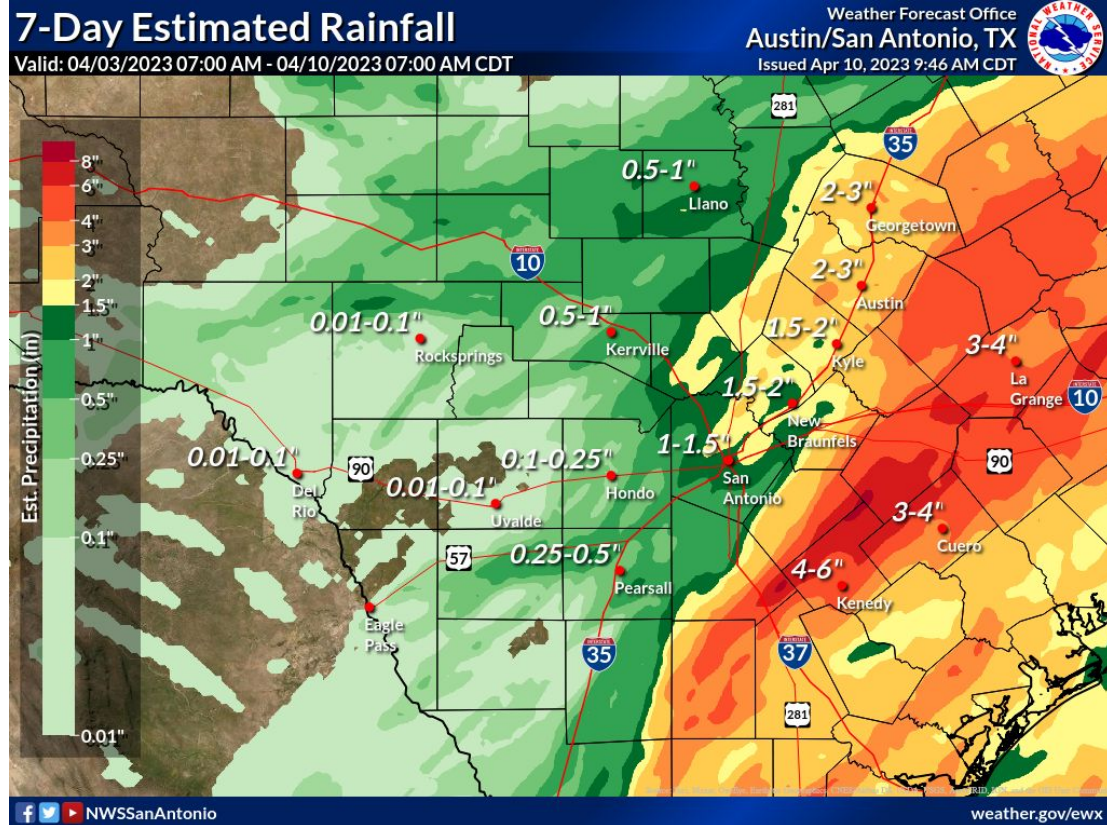 7-Day Estimated Rainfall
Valid: 04/03/2023 07:00 AM - 04/10/2023 07:00 AM CDT
Weather Forecast Office
Austin/San Antonio, TX
Issued Apr 10, 2023 9:46 AM CDT
NATIONAL WEATHER SERVICE
Est. Precipitation (in)
8"
6"
4"
3"
2"
1.5"
1"
0.5"
0.25"
0.1"
0.01"
281
INTERSTATE
35
0.5-1"
Llano
2-3"
Georgetown
INTERSTATE
10
2-3"
Austin
0.01-0.1"
Rocksprings
0.5-1"
Kerrville
1.5-2"
Kyle
3-4"
La
Grange
INTERSTATE
10
1.5-2"
New
Braunfels
1-1.5"
San
Antonio
90
0.01-0.1"
Del
Rio
90
0.01-0.1"
Uvalde
0.1-0.25"
Hondo
3-4"
Cuero
57
0.25-0.5"
Pearsall
4-6"
Kenedy
Eagle
Pass
INTERSTATE
35
INTERSTATE
37
281
NWSSanAntonio
weather.gov/ewx